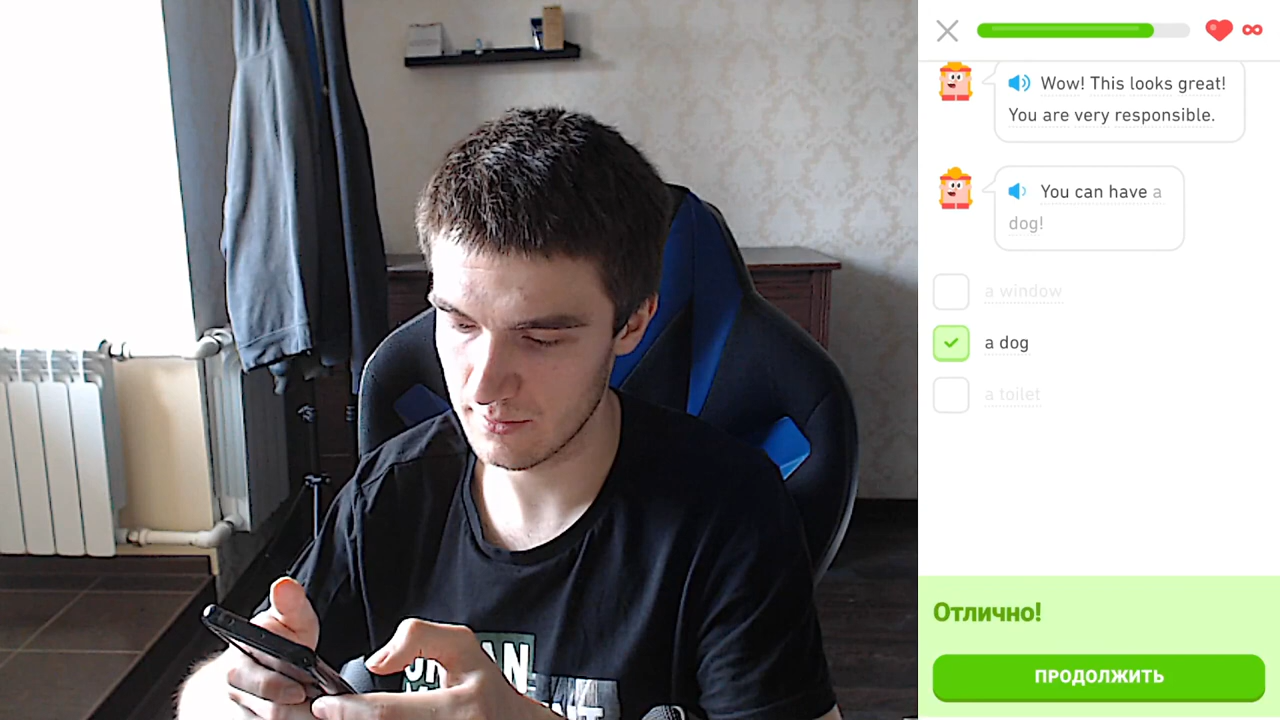 Wow! This looks great!
You are very responsible.
You can have a
dog!
a window
a dog
a toilet
Отлично!
ПРОДОЛЖИТЬ